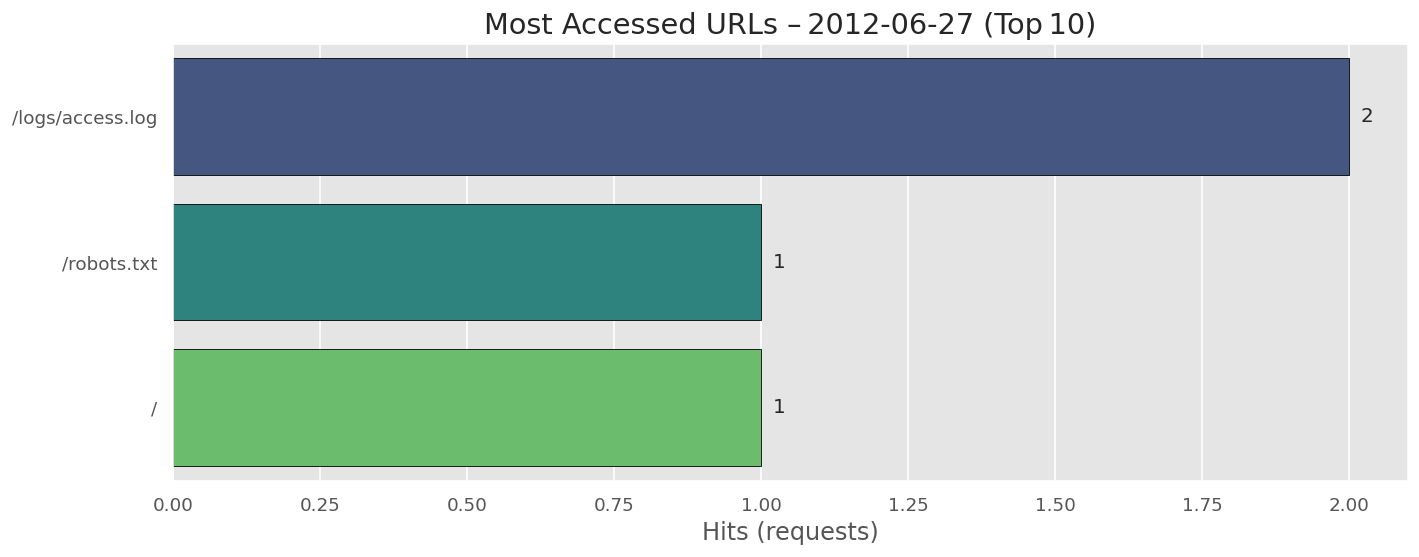 Most Accessed URLs – 2012-06-27 (Top 10)
/logs/access.log
2
/robots.txt
1
/
1
0.00 0.25 0.50 0.75 1.00 1.25 1.50 1.75 2.00
Hits (requests)